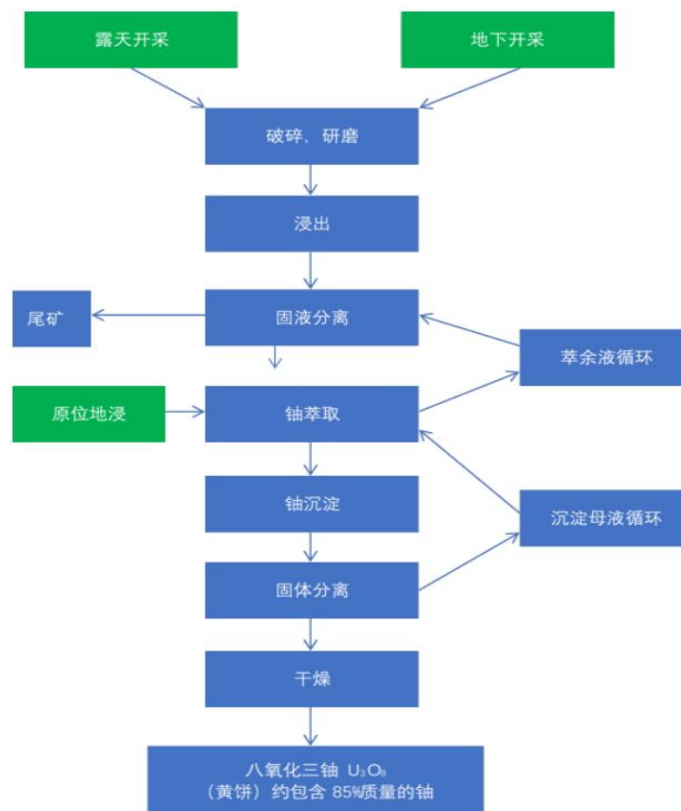 露天开采
地下开采
破碎，研磨
浸出
固液分离
尾矿
萃余液循环
原位地浸
铀萃取
铀沉淀
沉淀母液循环
固体分离
干燥
八氧化三铀 U₃O₈
（黄饼）约包含 85%质量的铀